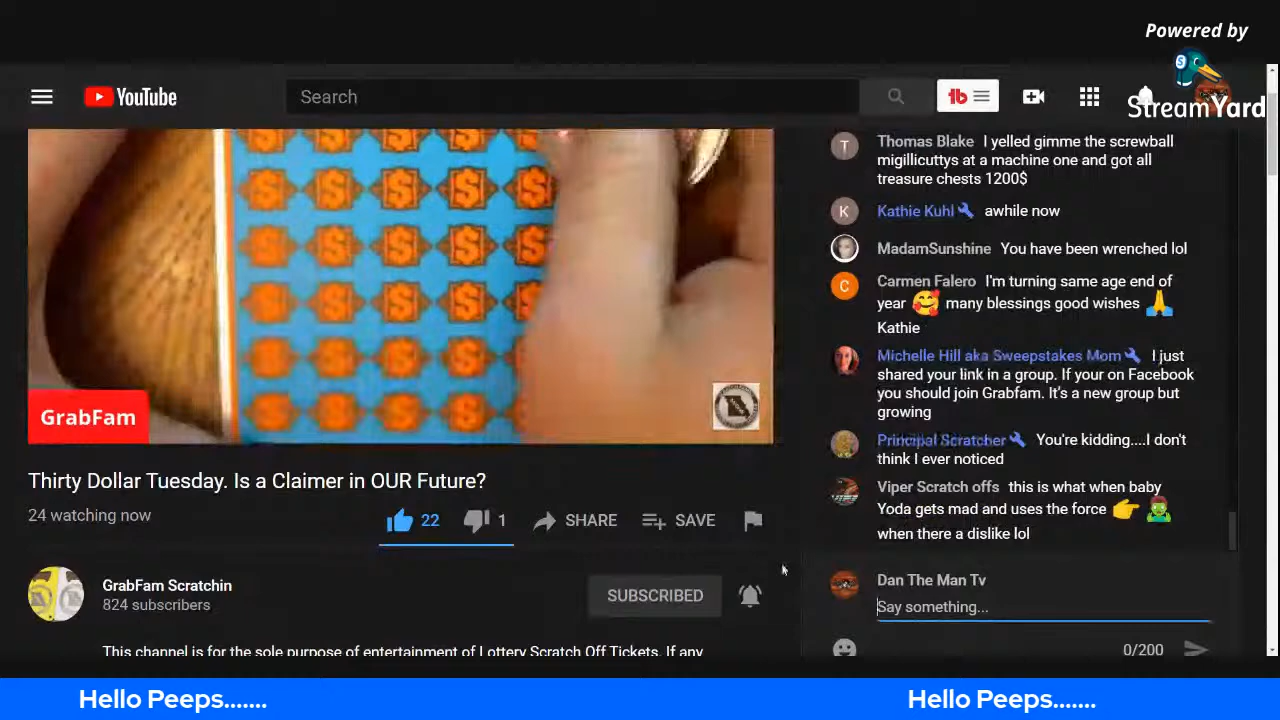 Powered by
StreamYard
YouTube
Search
Thomas Blake I yelled gimme the screwball
migillicuttys at a machine one and got all
treasure chests 1200$
K
Kathie Kuhl awhile now
MadamSunshine You have been wrenched lol
C
Carmen Falero I'm turning same age end of
year 🥰 many blessings good wishes 🙏
Kathie
Michelle Hill aka Sweepstakes Mom I just
shared your link in a group. If your on Facebook
you should join Grabfam. It's a new group but
growing
Principal Scratcher You're kidding....I don't
think I ever noticed
Viper Scratch offs this is what when baby
Yoda gets mad and uses the force 👉 🧟‍♂️
when there a dislike lol
Dan The Man Tv
Say something...
0/200
GrabFam
Thirty Dollar Tuesday. Is a Claimer in OUR Future?
24 watching now
22
1
SHARE
SAVE
GrabFam Scratchin
824 subscribers
SUBSCRIBED
This channel is for the sole purpose of entertainment of Lottery Scratch Off Tickets. If any
Hello Peeps.......
Hello Peeps.......